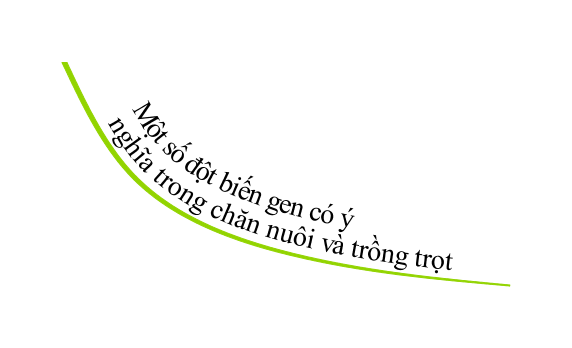 Một số đột biến gen có ý
nghĩa trong chăn nuôi và trồng trọt